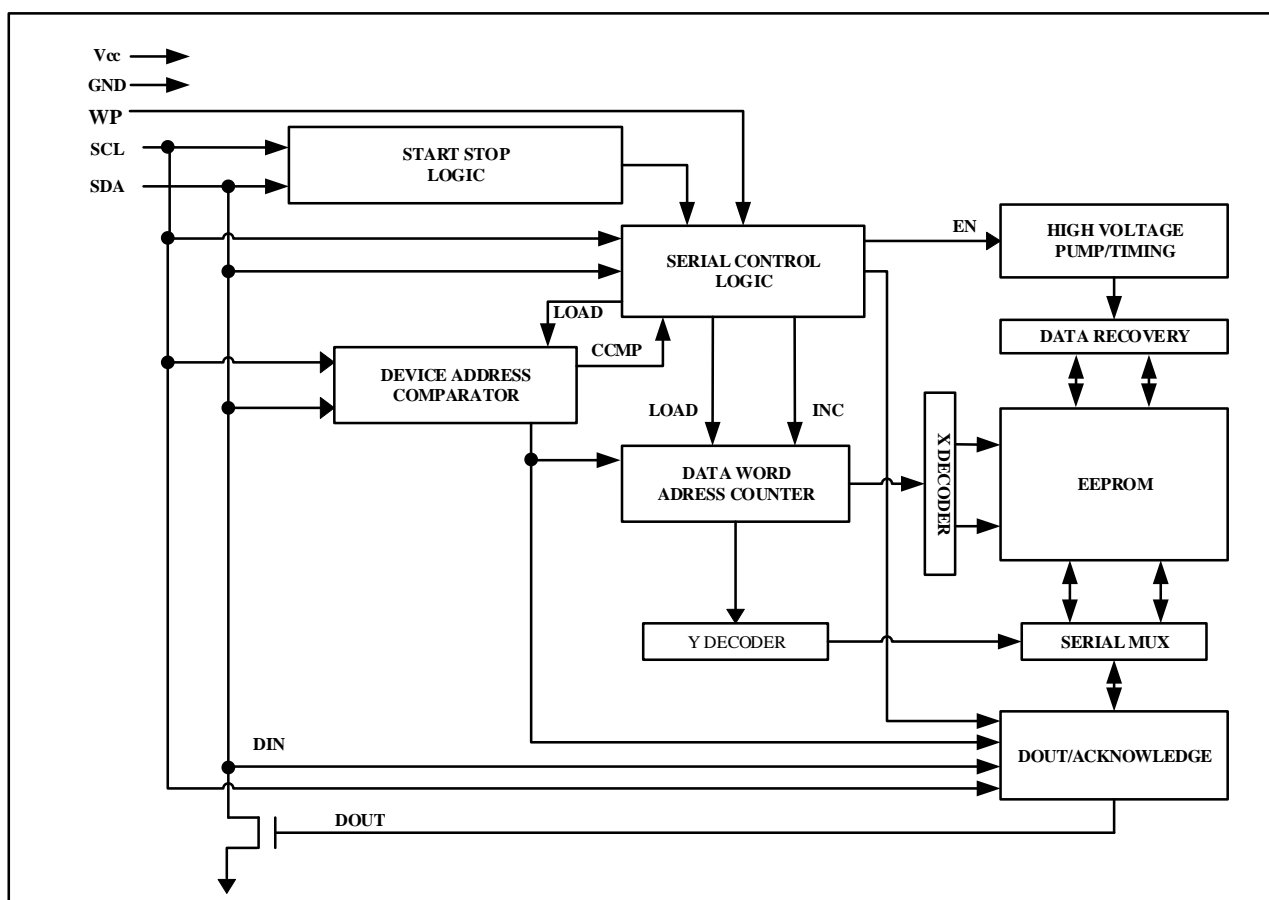 Vcc
GND
WP
SCL
SDA
START STOP
LOGIC
SERIAL CONTROL
LOGIC
EN
HIGH VOLTAGE
PUMP/TIMING
LOAD
CCMP
DATA RECOVERY
DEVICE ADDRESS
COMPARATOR
LOAD
INC
X DECODER
EEPROM
DATA WORD
ADRESS COUNTER
Y DECODER
SERIAL MUX
DIN
DOUT/ACKNOWLEDGE
DOUT